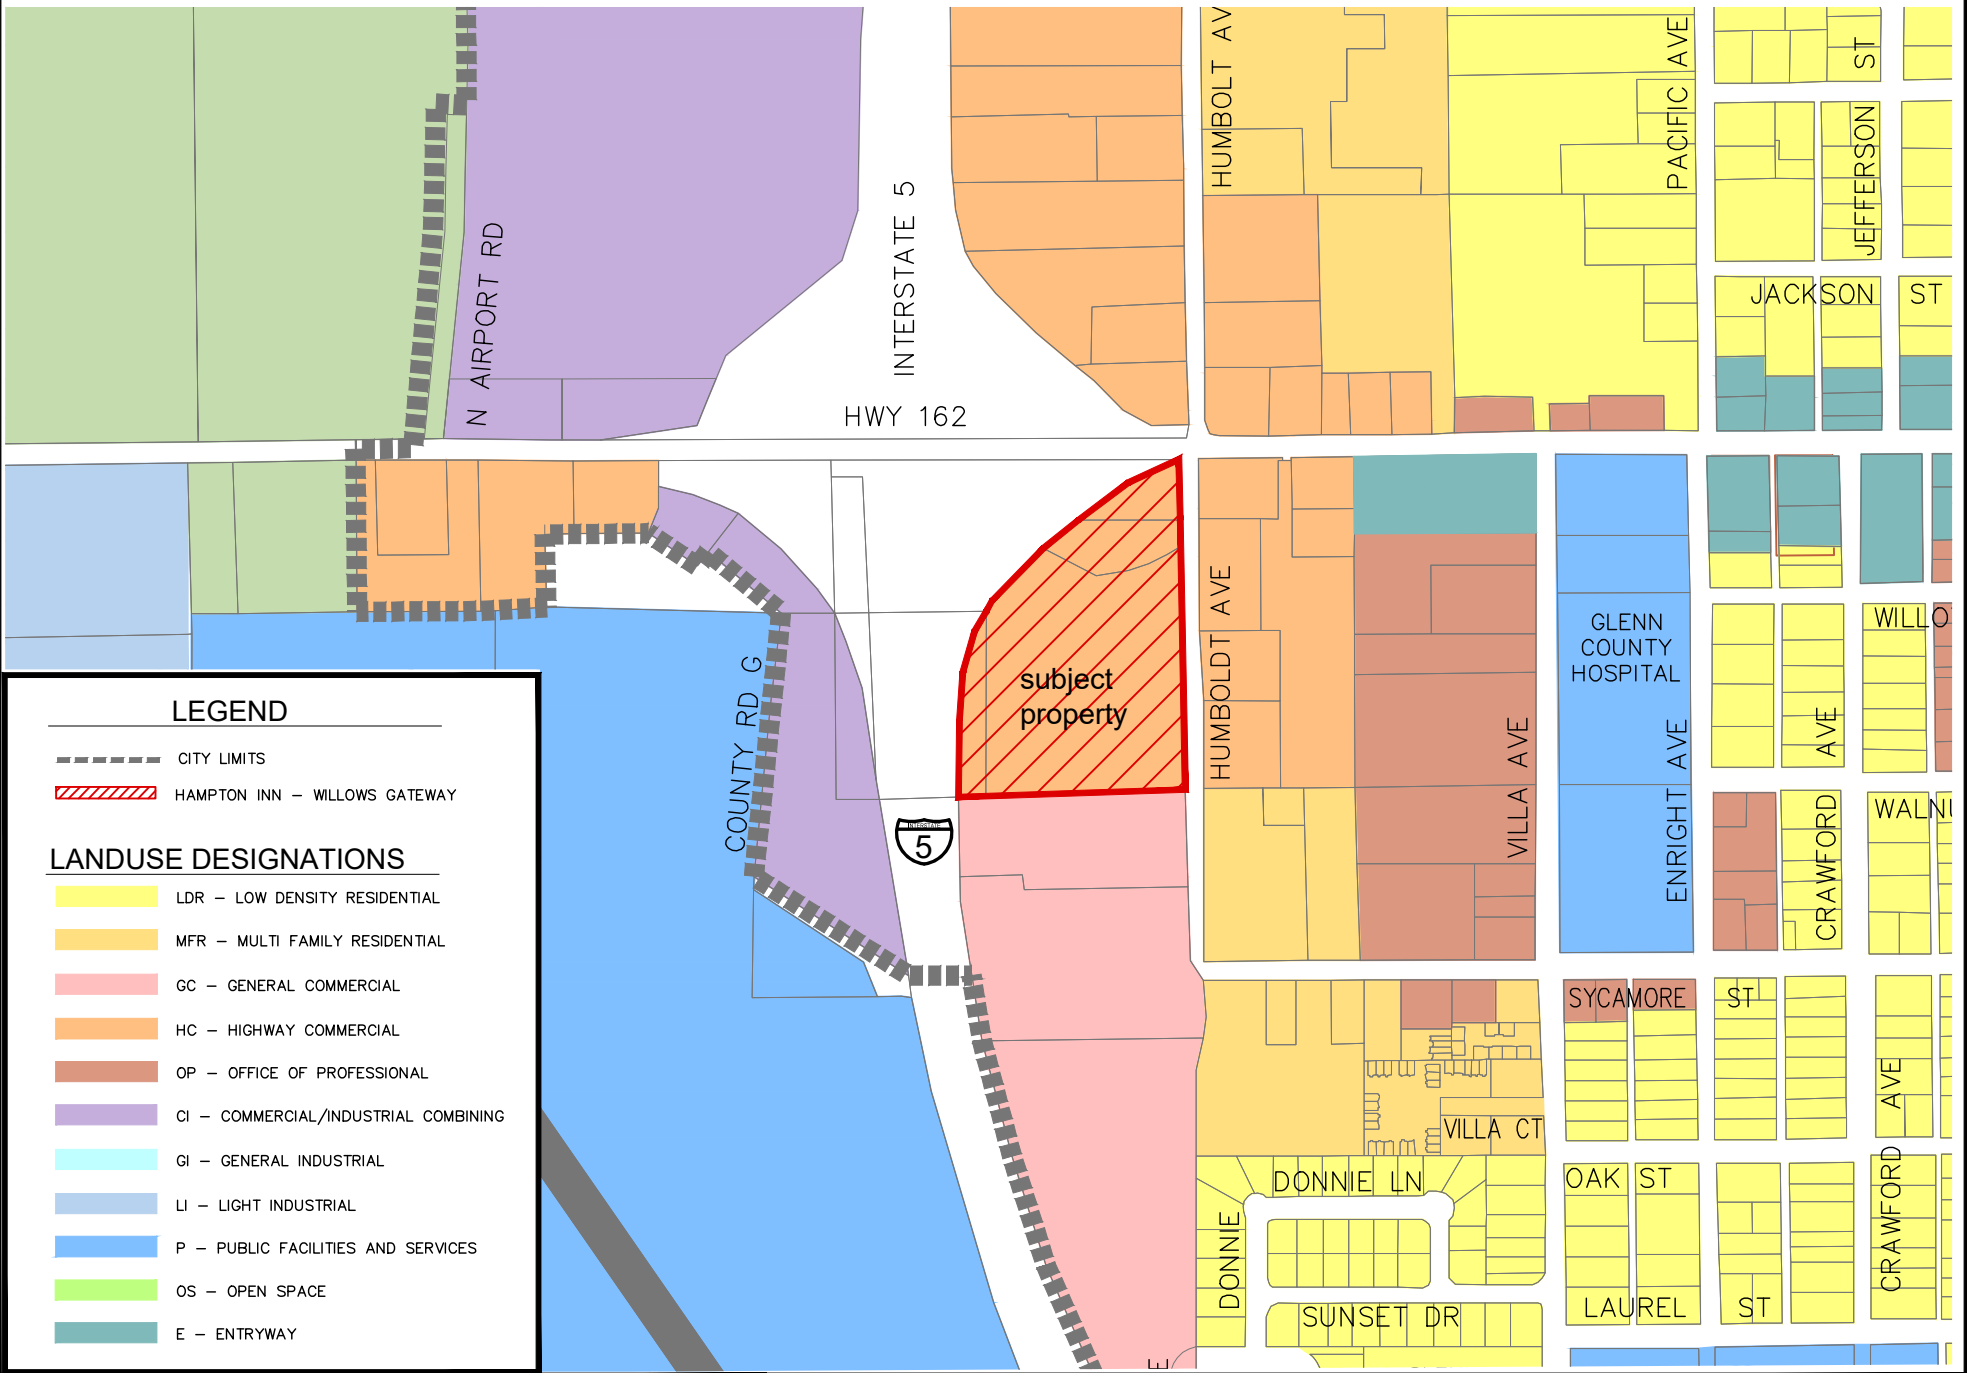 HUMBOLT AV
PACIFIC AVE
ST
JEFFERSON
INTERSTATE 5
N AIRPORT RD
JACKSON ST
HWY 162
HUMBOLDT AVE
GLENN
COUNTY
HOSPITAL
WILLO
subject
property
COUNTY RD G
VILLA AVE
ENRIGHT AVE
AVE
CRAWFORD
WALNU
INTERSTATE
5
SYCAMORE ST
AVE
CRAWFORD
VILLA CT
DONNIE LN
OAK ST
DONNIE
SUNSET DR
LAUREL ST
E
LEGEND
CITY LIMITS
HAMPTON INN – WILLOWS GATEWAY
LANDUSE DESIGNATIONS
LDR – LOW DENSITY RESIDENTIAL
MFR – MULTI FAMILY RESIDENTIAL
GC – GENERAL COMMERCIAL
HC – HIGHWAY COMMERCIAL
OP – OFFICE OF PROFESSIONAL
CI – COMMERCIAL/INDUSTRIAL COMBINING
GI – GENERAL INDUSTRIAL
LI – LIGHT INDUSTRIAL
P – PUBLIC FACILITIES AND SERVICES
OS – OPEN SPACE
E – ENTRYWAY